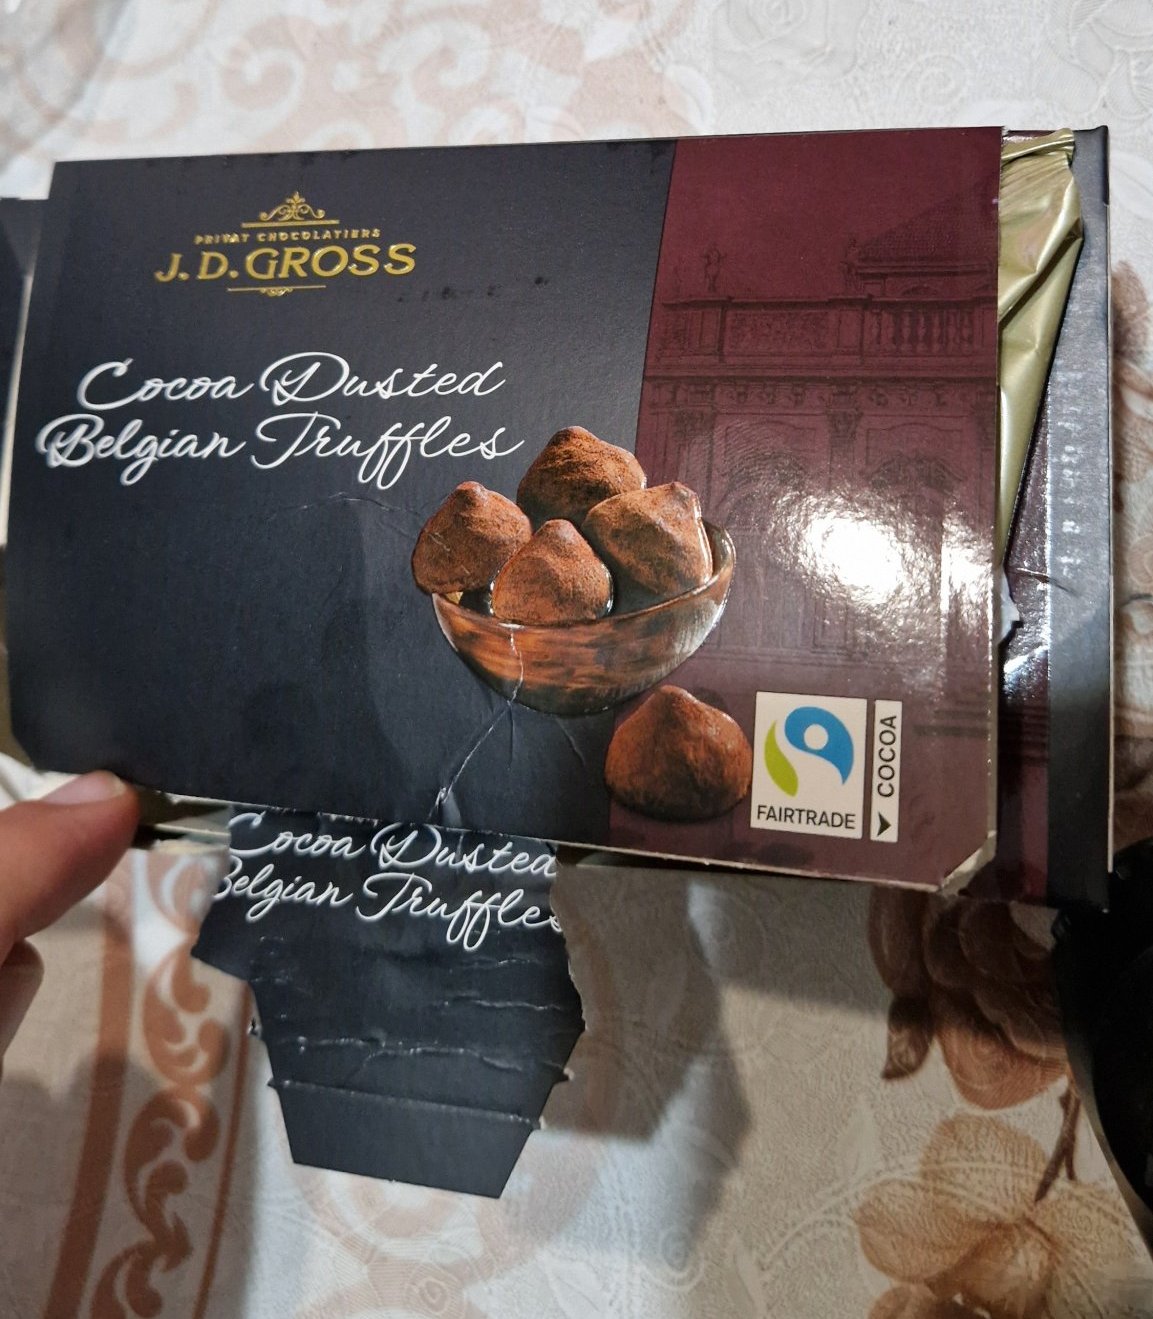 PRIVAT CHOCOLATIERS
J. D. GROSS
Cocoa Dusted
Belgian Truffles
FAIRTRADE
COCOA
Cocoa Dusted
Belgian Truffles